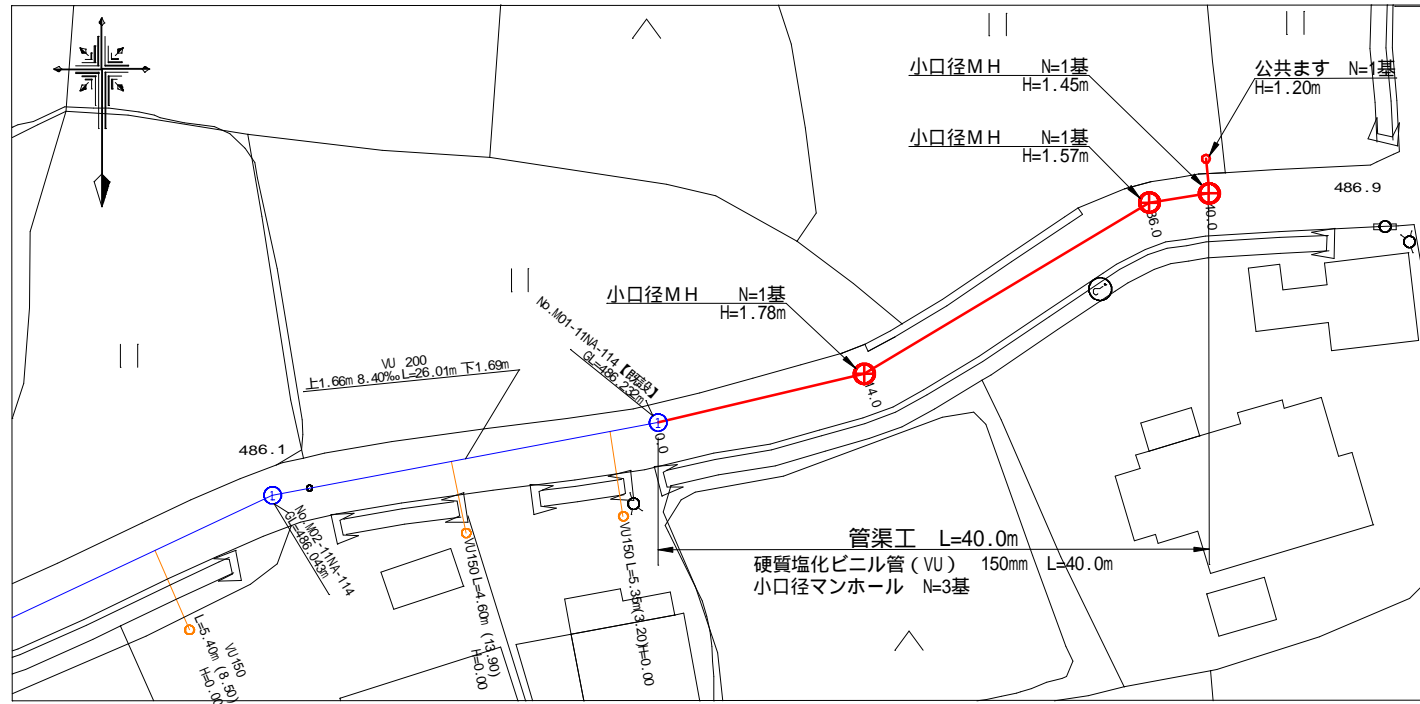 小口径ＭＨ N=1基
H=1.45m
公共ます N=1基
H=1.20m
小口径ＭＨ N=1基
H=1.57m
486.9
36.0
40.0
小口径ＭＨ N=1基
H=1.78m
14.0
No.M01-11NA-114【既設】
GL=486.232m
0.0
VU 200
上1.66m 8.40‰ L=26.01m 下1.69m
486.1
No.M02-11NA-114
GL=486.043m
管渠工 L=40.0m
硬質塩化ビニル管（VU） 150mm L=40.0m
小口径マンホール N=3基
VU150 L=5.35m(3.20)H=0.00
VU150 L=4.60m (13.90)
H=0.00
VU150
L=5.40m (8.50)
H=0.00